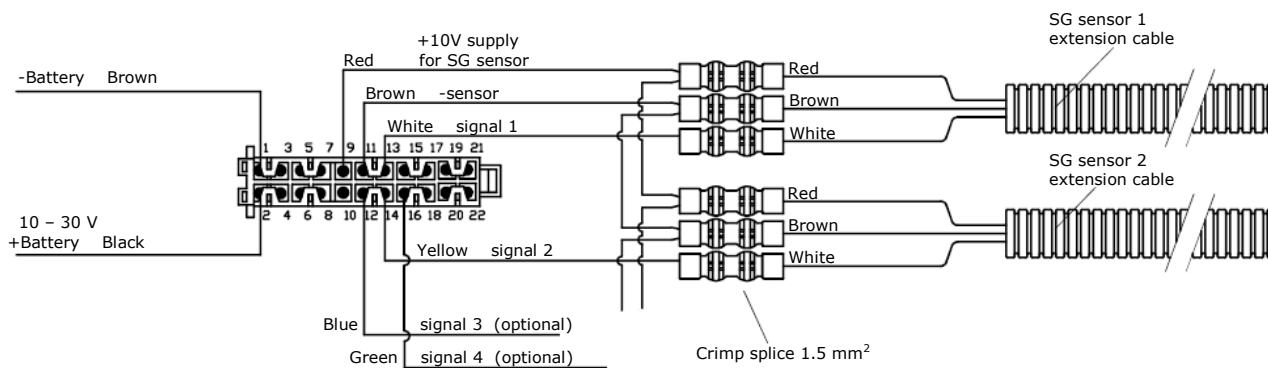 +10V supply
for SG sensor
Red
-Battery Brown
Brown -sensor
White signal 1
1 3 5 7 9 11 13 15 17 19 21
2 4 6 8 10 12 14 16 18 20 22
10 – 30 V
+Battery Black
Yellow signal 2
Blue signal 3 (optional)
Green signal 4 (optional)
Red
Brown
White
Red
Brown
White
Crimp splice 1.5 mm²
SG sensor 1
extension cable
SG sensor 2
extension cable